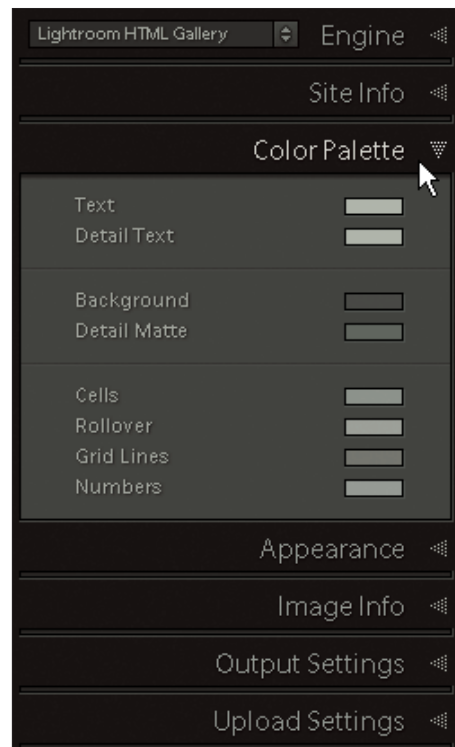 Lightroom HTML Gallery Engine
Site Info
Color Palette
Text
Detail Text
Background
Detail Matte
Cells
Rollover
Grid Lines
Numbers
Appearance
Image Info
Output Settings
Upload Settings